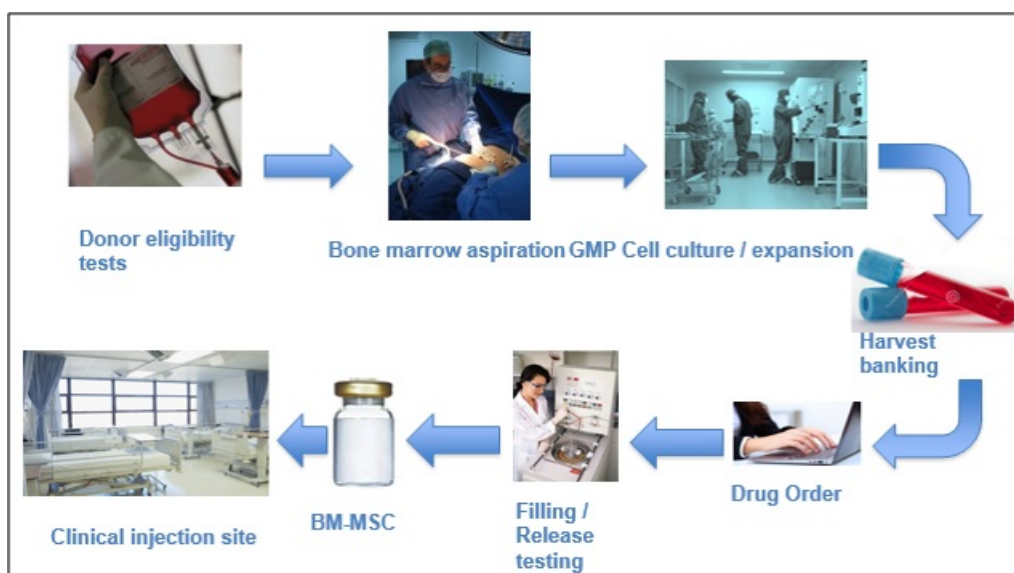 Donor eligibility
tests
Bone marrow aspiration GMP Cell culture / expansion
Harvest
banking
Drug Order
Filling /
Release
testing
BM-MSC
Clinical injection site